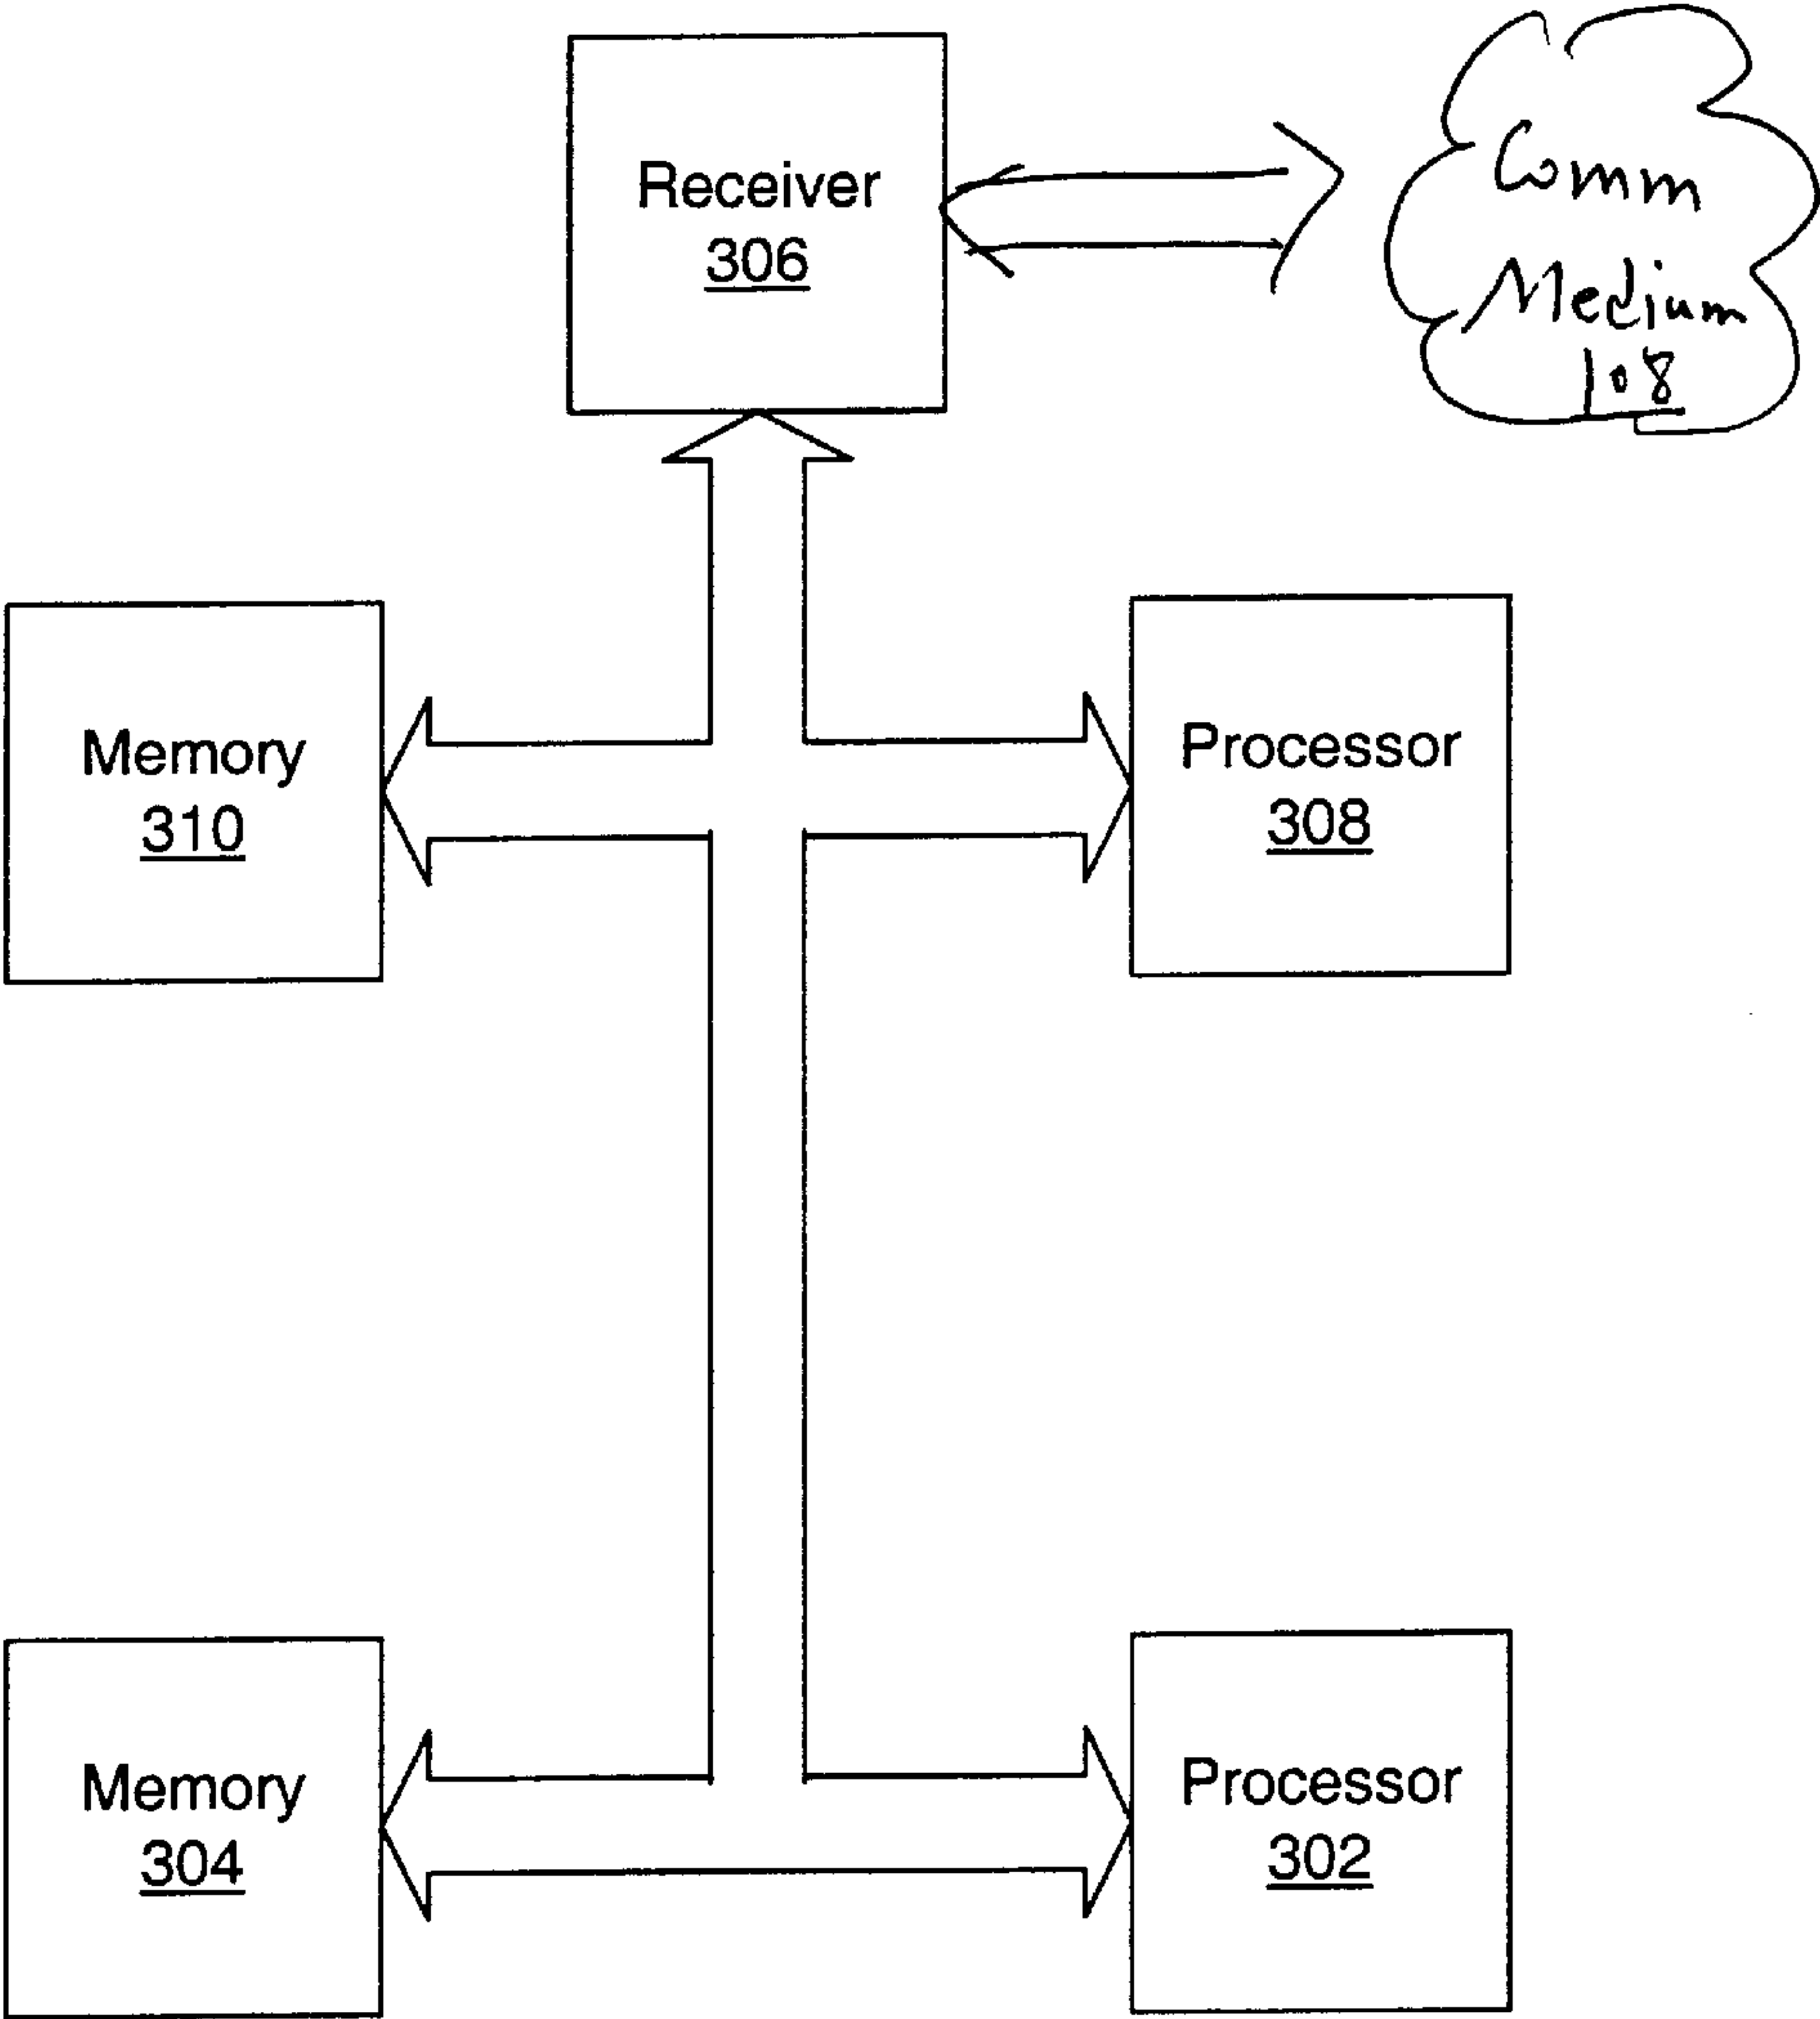 Receiver
306
Comm
Medium
108
Memory
310
Processor
308
Memory
304
Processor
302